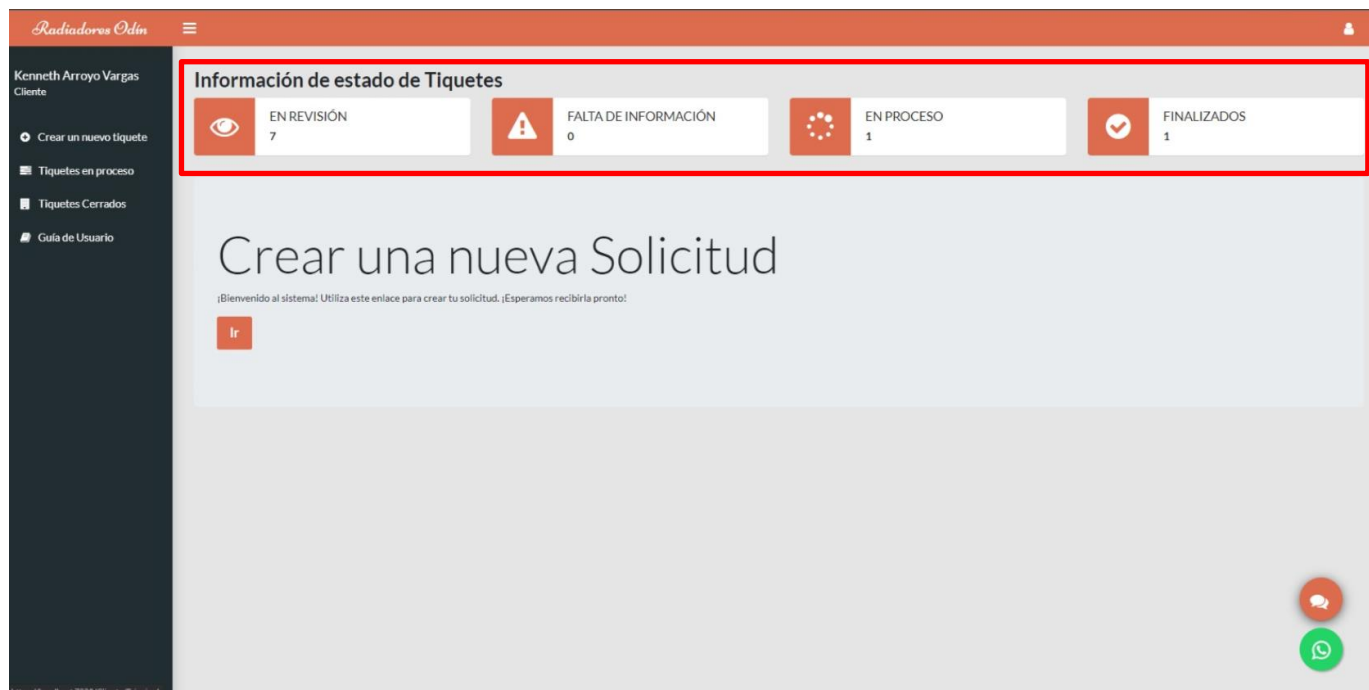 Radiadores Odín
Kenneth Arroyo Vargas
Cliente
Crear un nuevo tiquete
Tiquetes en proceso
Tiquetes Cerrados
Guía de Usuario
Información de estado de Tiquetes
EN REVISIÓN
7
FALTA DE INFORMACIÓN
0
EN PROCESO
1
FINALIZADOS
1
Crear una nueva Solicitud
¡Bienvenido al sistema! Utiliza este enlace para crear tu solicitud. ¡Esperamos recibirla pronto!
Ir